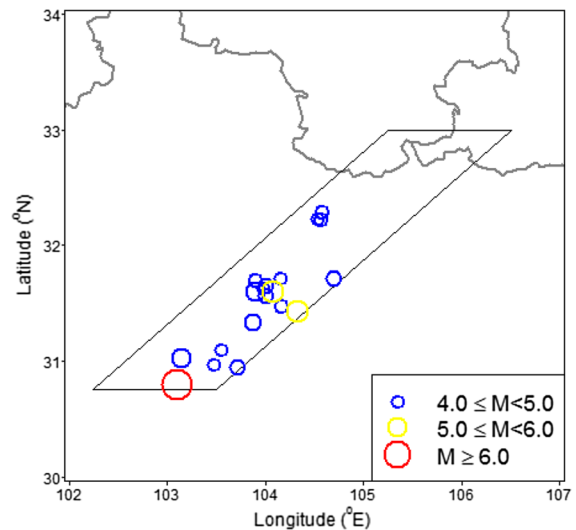 34
33
32
31
30
Latitude (°N)
102
103
104
105
106
107
Longitude (°E)
4.0 ≤ M<5.0
5.0 ≤ M<6.0
M ≥ 6.0